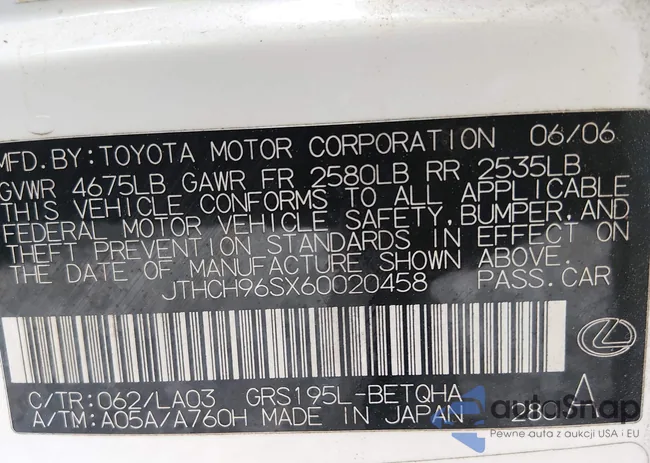 MFD. BY: TOYOTA MOTOR CORPORATION 06/06
GVWR 4675LB GAWR FR 2580LB RR 2535LB
THIS VEHICLE CONFORMS TO ALL APPLICABLE
FEDERAL MOTOR VEHICLE SAFETY, BUMPER, AND
THEFT PREVENTION STANDARDS IN EFFECT ON
THE DATE OF MANUFACTURE SHOWN ABOVE.
JTHCH96SX60020458 PASS. CAR
C/TR: 062/LA03 GRS195L-BETQHA
A/TM: A05A/A760H MADE IN JAPAN 28 A
autoSnap
Pewne auta z aukcji USA i EU